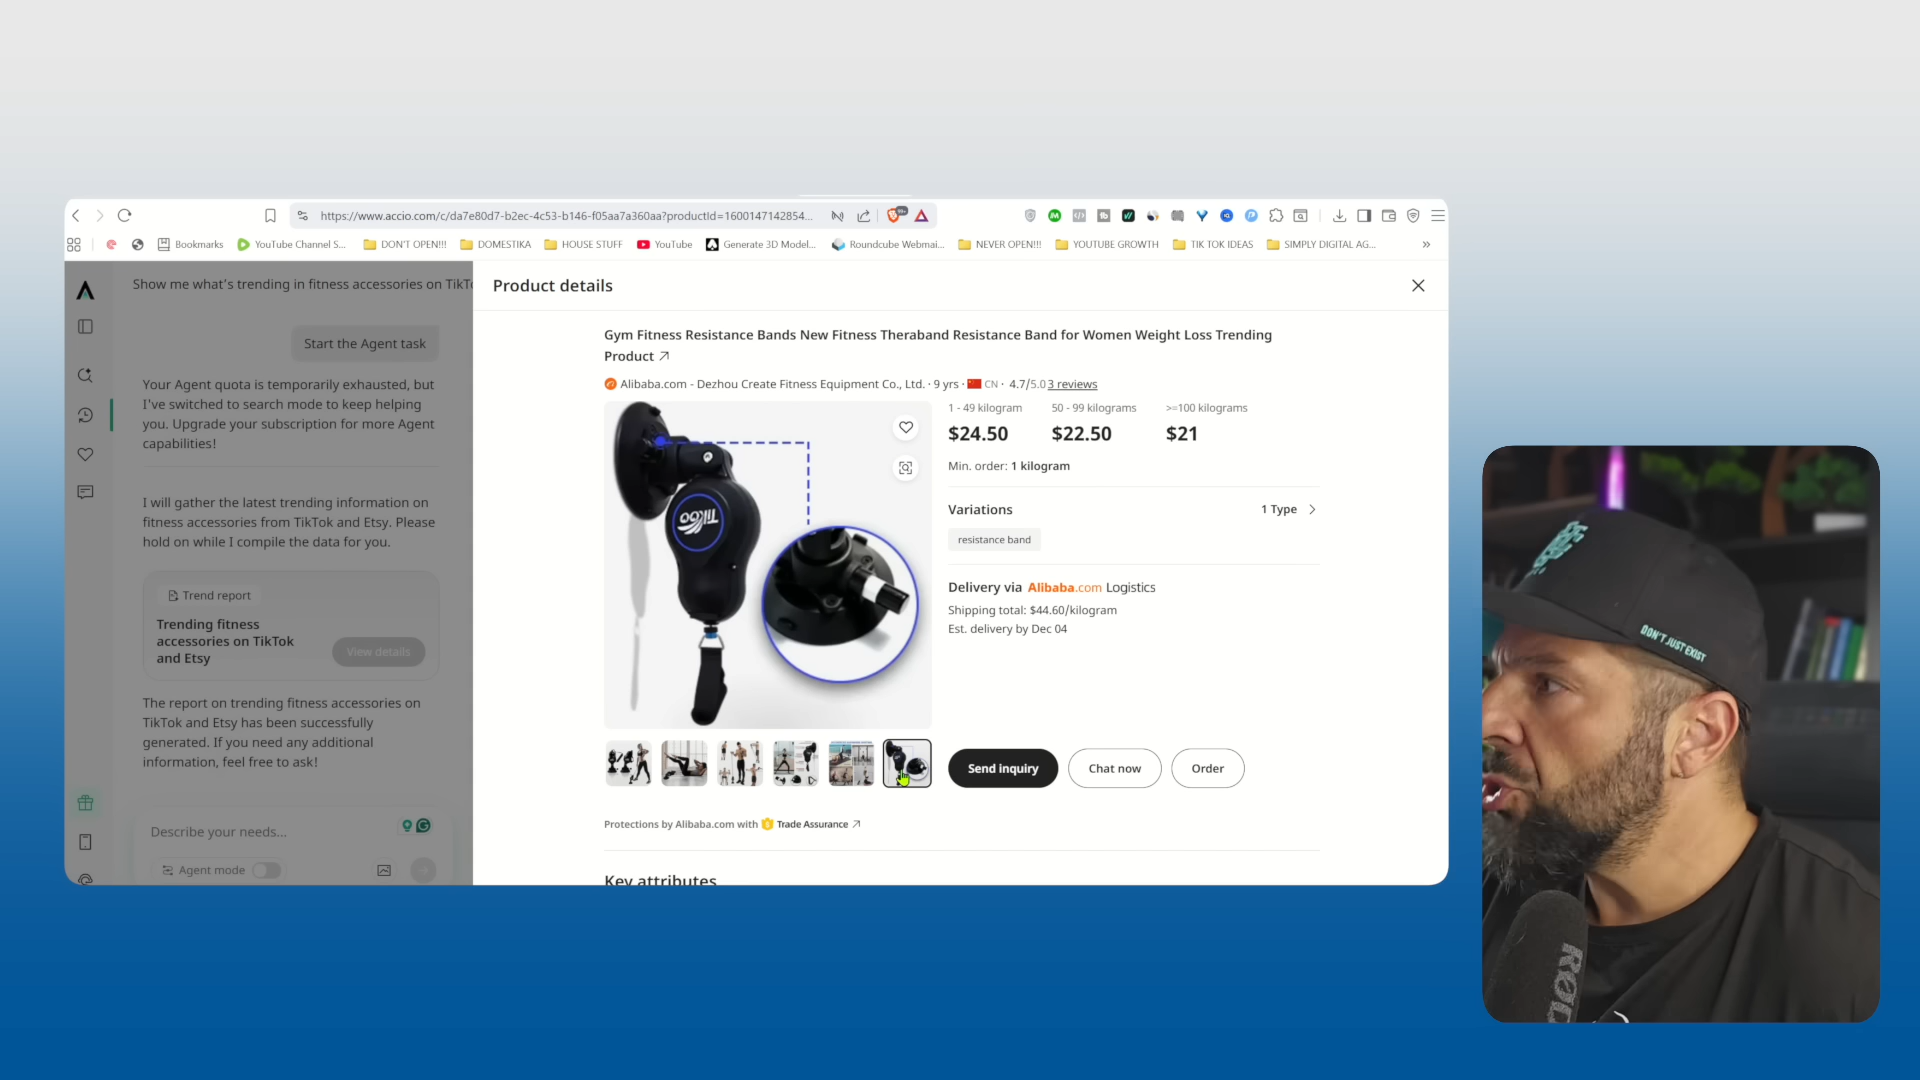 https://www.accio.com/c/da7e80d7-b2ec-4c53-b146-f05aa7a360aa?productId=1600147142854...
Bookmarks
YouTube Channel S...
DON'T OPEN!!!
DOMESTIKA
HOUSE STUFF
YouTube
Generate 3D Model...
Roundcube Webmai...
NEVER OPEN!!!
YOUTUBE GROWTH
TIK TOK IDEAS
SIMPLY DIGITAL AG...
Show me what's trending in fitness accessories on TikTo
Start the Agent task
Your Agent quota is temporarily exhausted, but
I've switched to search mode to keep helping
you. Upgrade your subscription for more Agent
capabilities!
I will gather the latest trending information on
fitness accessories from TikTok and Etsy. Please
hold on while I compile the data for you.
Trend report
Trending fitness
accessories on TikTok
and Etsy
View details
The report on trending fitness accessories on
TikTok and Etsy has been successfully
generated. If you need any additional
information, feel free to ask!
Describe your needs...
Agent mode
Product details
Gym Fitness Resistance Bands New Fitness Theraband Resistance Band for Women Weight Loss Trending
Product
Alibaba.com - Dezhou Create Fitness Equipment Co., Ltd. · 9 yrs · CN · 4.7/5.0 3 reviews
1 - 49 kilogram
$24.50
50 - 99 kilograms
$22.50
>=100 kilograms
$21
Min. order: 1 kilogram
Variations
1 Type
resistance band
Delivery via Alibaba.com Logistics
Shipping total: $44.60/kilogram
Est. delivery by Dec 04
Send inquiry
Chat now
Order
Protections by Alibaba.com with Trade Assurance
Key attributes
DON'T JUST EXIST